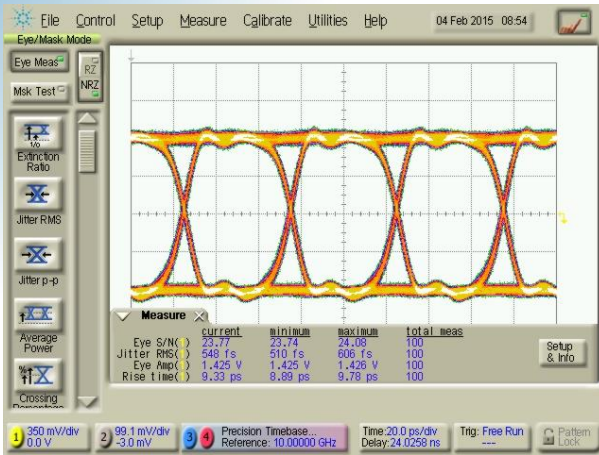 File Control Setup Measure Calibrate Utilities Help 04 Feb 2015 08:54
Eye/Mask Mode
Eye Meas
RZ
NRZ
Msk Test
Extinction
Ratio
Jitter RMS
Jitter p-p
Average
Power
Crossing
Measure
current minimum maximum total meas
Eye S/N( ) 23.77 23.74 24.08 100
Jitter RMS( ) 548 fs 510 fs 606 fs 100
Eye Amp( ) 1.425 V 1.425 V 1.426 V 100
Rise time( ) 9.33 ps 8.89 ps 9.78 ps 100
Setup
& Info
1 350 mV/div
0.0 V
2 99.1 mV/div
-3.0 mV
3 4 Precision Timebase...
Reference: 10.00000 GHz
Time:20.0 ps/div
Delay:24.0258 ns
Trig: Free Run
---
Pattern
Lock